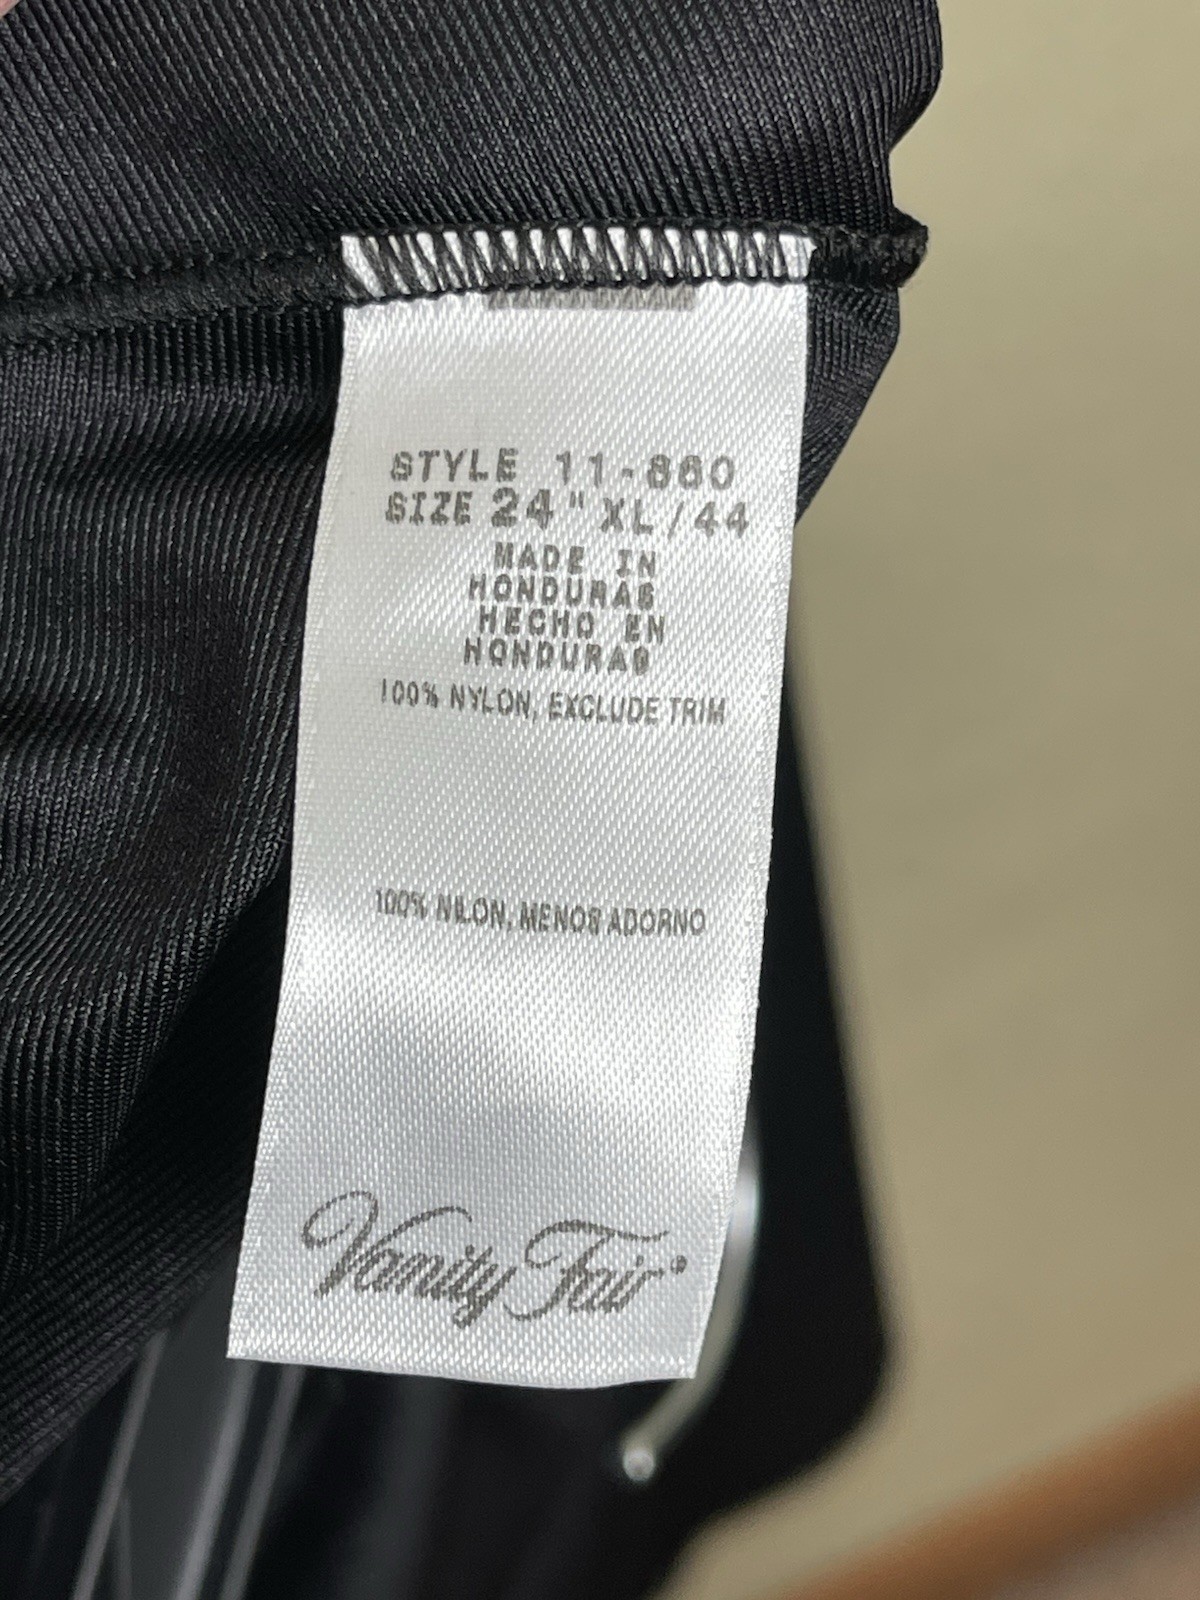 STYLE 11-860
SIZE 24" XL/44
MADE IN
HONDURAS
HECHO EN
HONDURAS
100% NYLON, EXCLUDE TRIM
100% NILON, MENOS ADORNO
Vanity Fair®